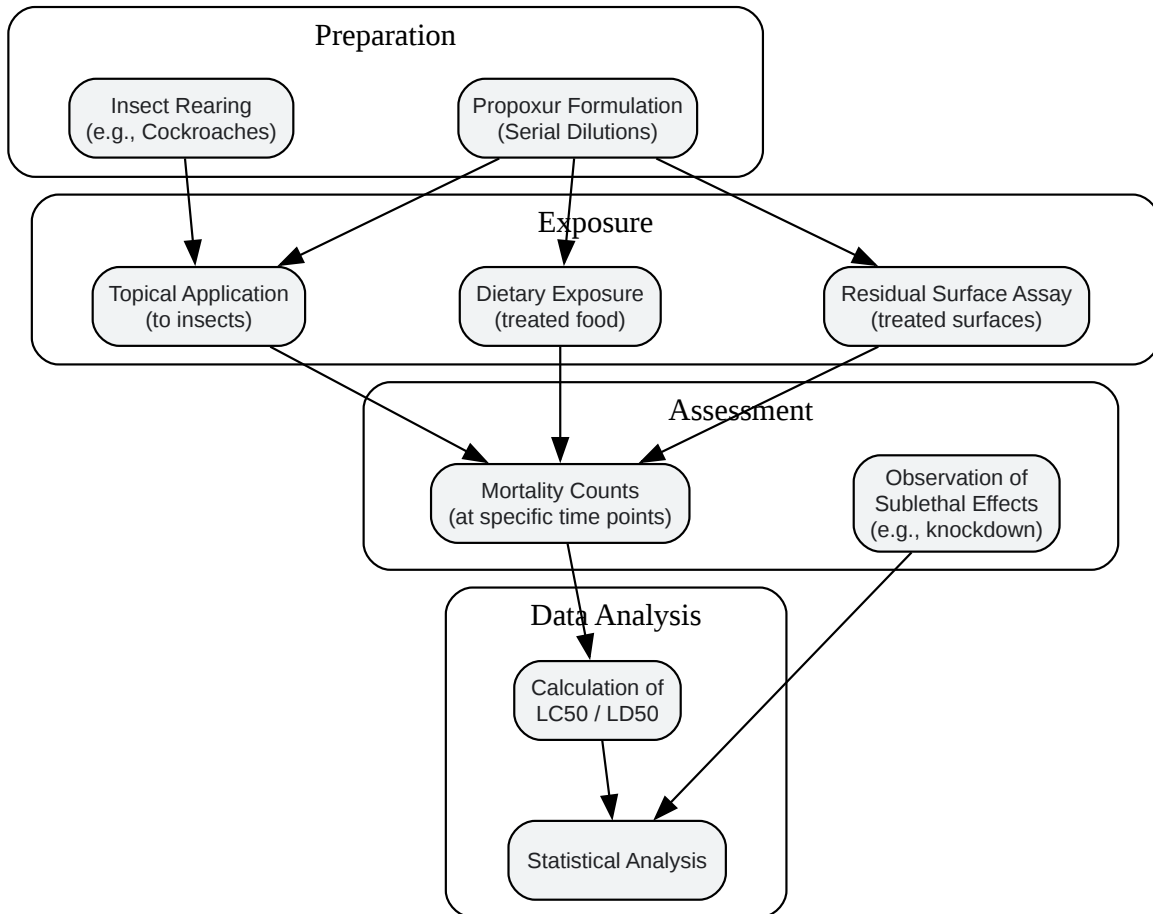 Preparation
Insect Rearing
(e.g., Cockroaches)
Propoxur Formulation
(Serial Dilutions)
Exposure
Topical Application
(to insects)
Dietary Exposure
(treated food)
Residual Surface Assay
(treated surfaces)
Assessment
Mortality Counts
(at specific time points)
Observation of
Sublethal Effects
(e.g., knockdown)
Data Analysis
Calculation of
LC50 / LD50
Statistical Analysis